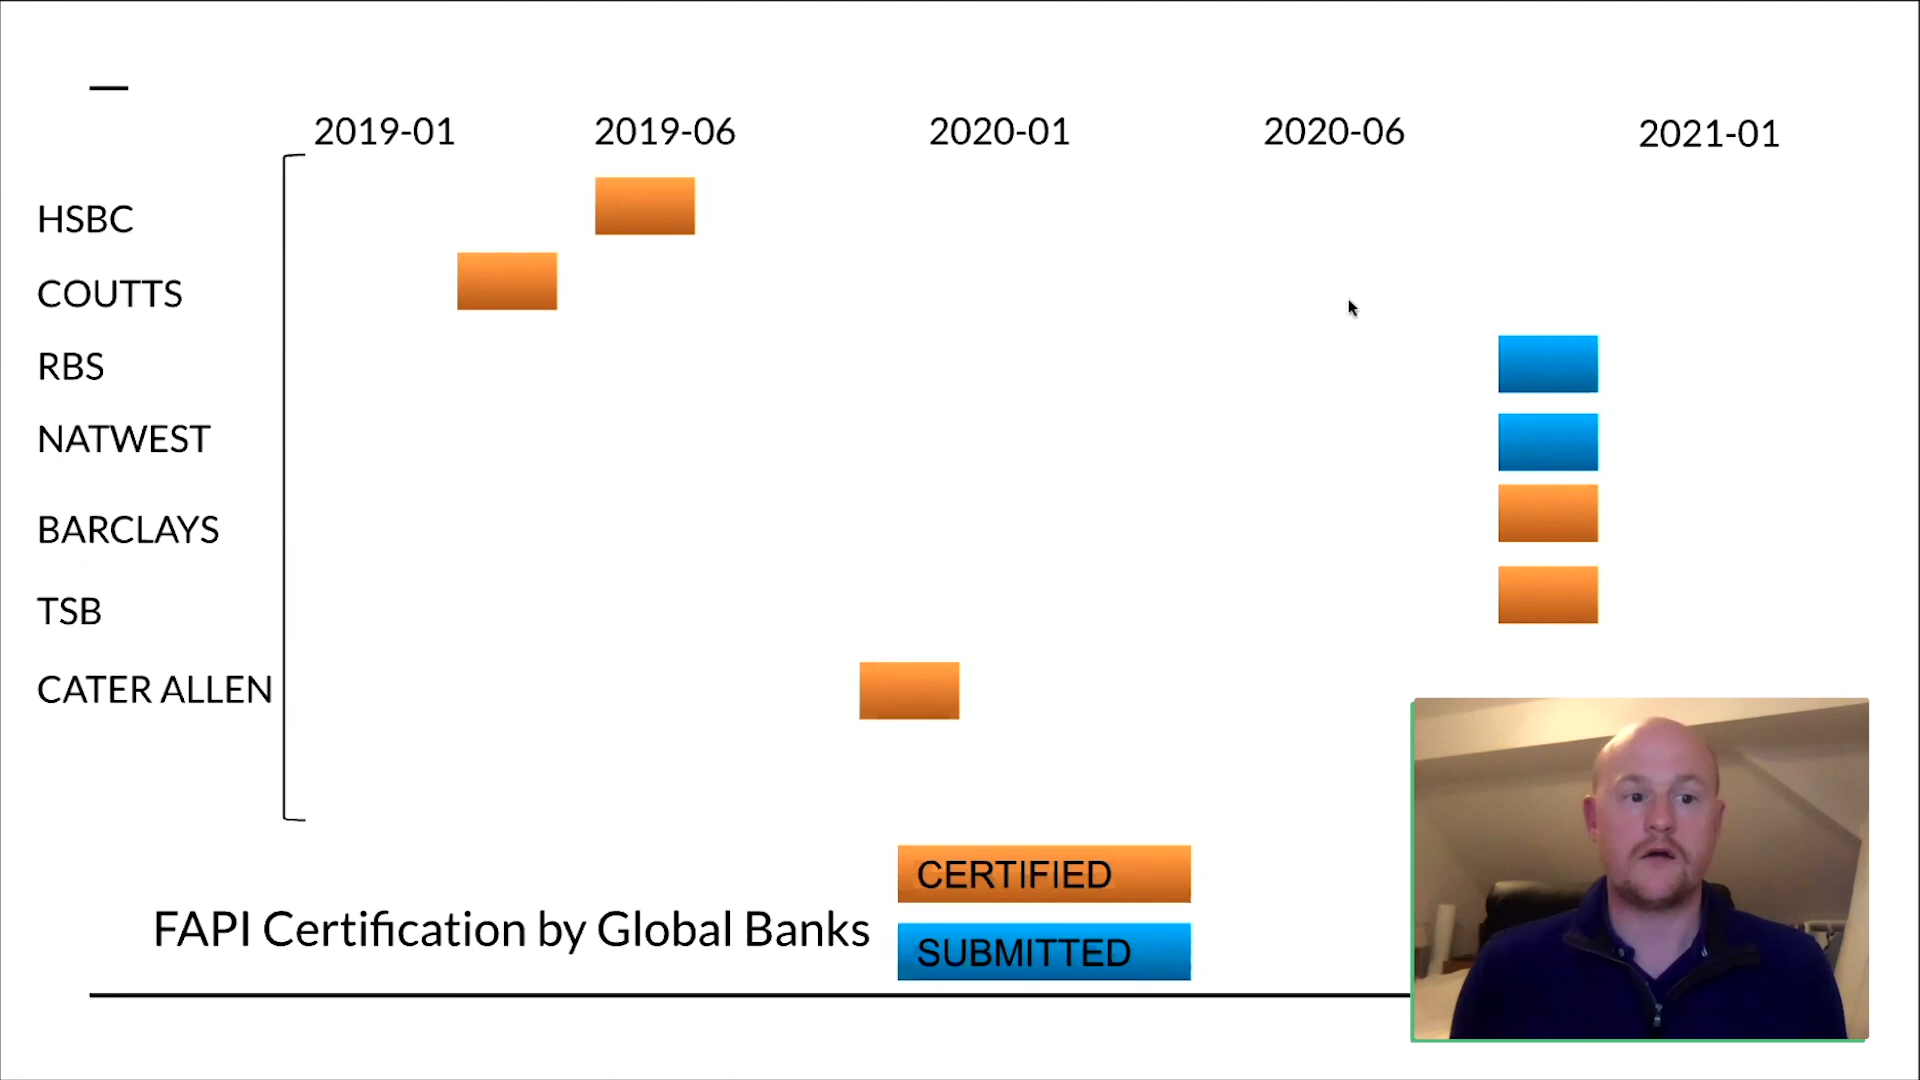 2019-01 2019-06 2020-01 2020-06 2021-01
HSBC
COUTTS
RBS
NATWEST
BARCLAYS
TSB
CATER ALLEN
CERTIFIED
FAPI Certification by Global Banks
SUBMITTED